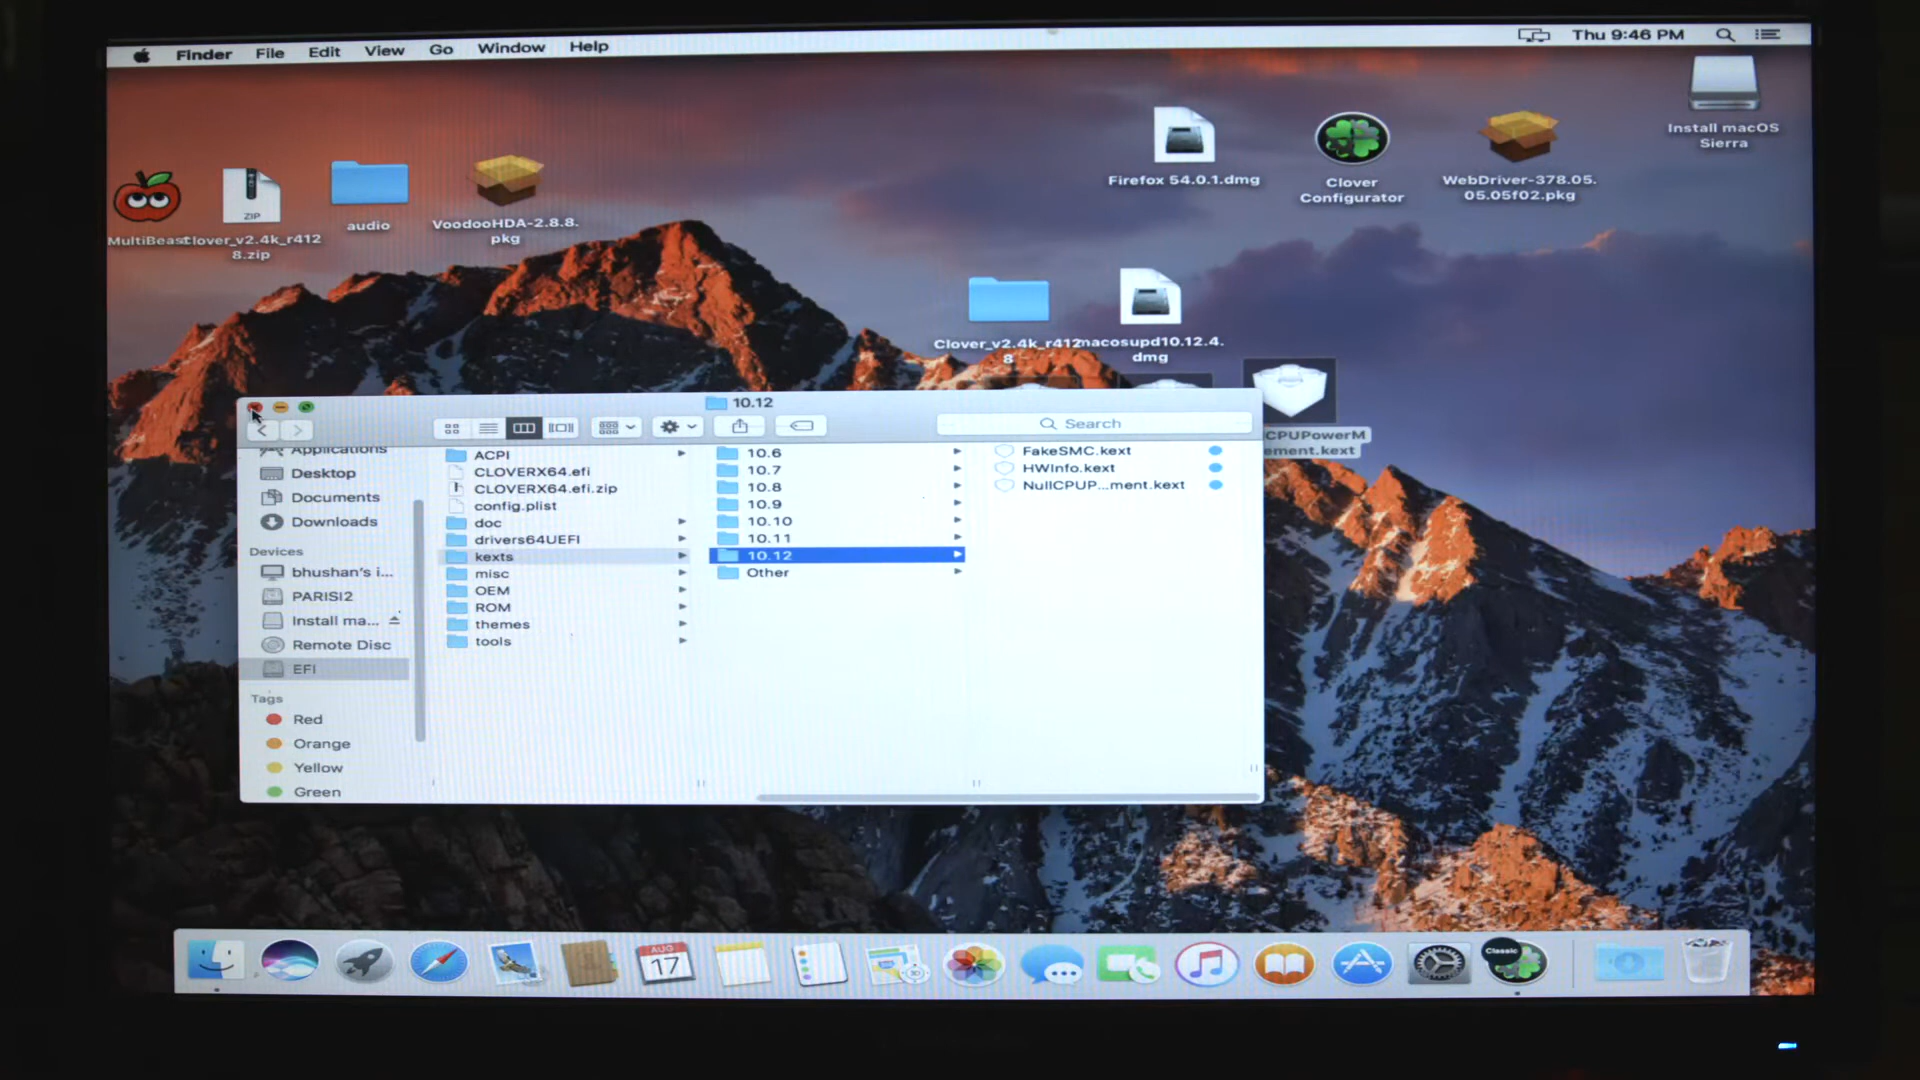 Finder File Edit View Go Window Help
Thu 9:46 PM
Install macOS
Sierra
Firefox 54.0.1.dmg
Clover
Configurator
WebDriver-378.05.
05.05f02.pkg
MultiBeast
Clover_v2.4k_r412
8.zip
ZIP
audio
VoodooHDA-2.8.8.
pkg
Clover_v2.4k_r412
8
macosupd10.12.4.
dmg
CPUPowerM
ement.kext
10.12
Search
Applications
Desktop
Documents
Downloads
Devices
bhushan's i...
PARISI2
Install ma...
Remote Disc
EFI
Tags
Red
Orange
Yellow
Green
ACPI
CLOVERX64.efi
CLOVERX64.efi.zip
config.plist
doc
drivers64UEFI
kexts
misc
OEM
ROM
themes
tools
10.6
10.7
10.8
10.9
10.10
10.11
10.12
Other
FakeSMC.kext
HWInfo.kext
NullCPUP...ment.kext
AUG
17
Classic